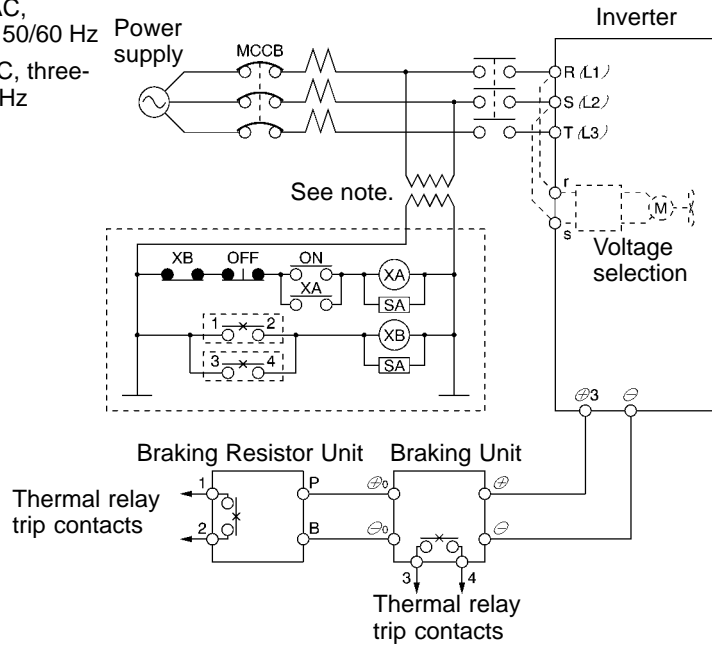 AC,
50/60 Hz
C, three-
Hz
Power
supply
MCCB
Inverter
R (L1)
S (L2)
T (L3)
See note.
r
s
M
Voltage
selection
XB OFF ON
XA
XA
SA
1 2
XB
3 4
SA
⊕3 ⊖
Braking Resistor Unit Braking Unit
1
P
⊕0
⊕
Thermal relay
trip contacts
2
B
⊖0
⊖
3 4
Thermal relay
trip contacts